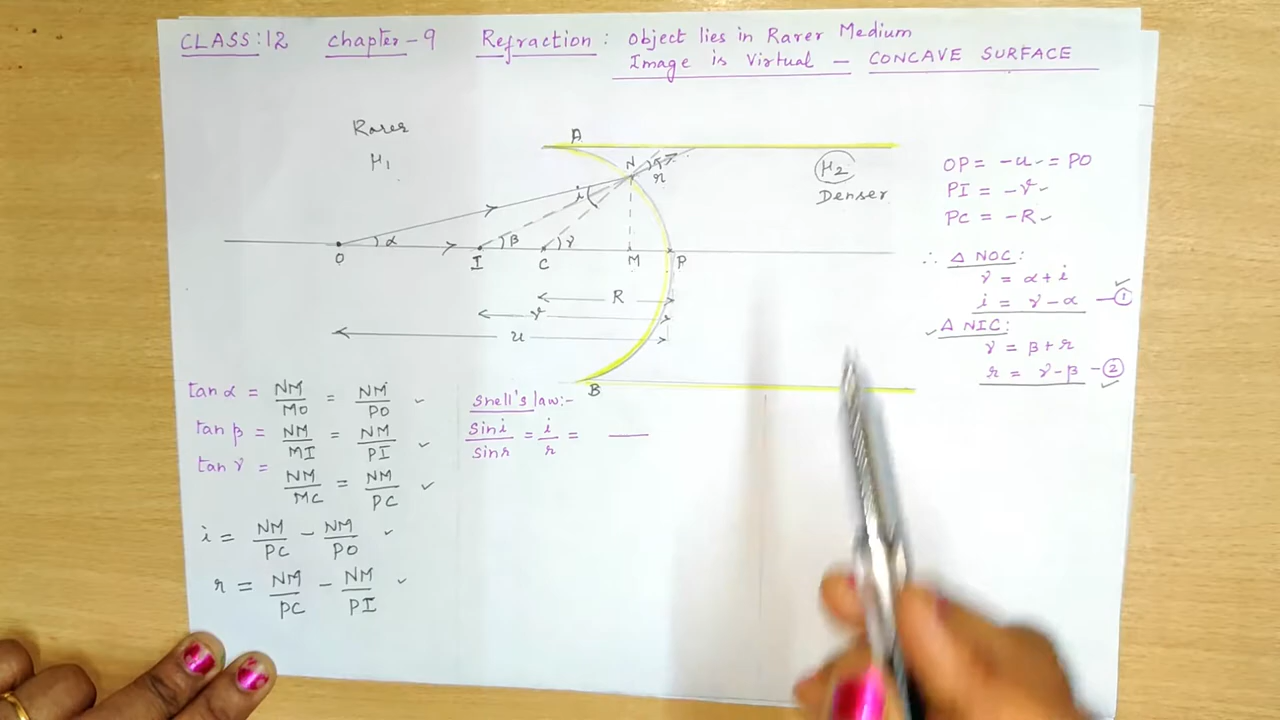 CLASS:12 Chapter-9 Refraction: Object lies in Rarer Medium
Image is Virtual — CONCAVE SURFACE
Rarer
μ₁
A
N
r
i
μ₂
Denser
α
β
γ
O
I
C
M
P
R
v
u
B
OP = -u = PO
PI = -v
PC = -R
∴ Δ NOC:
γ = α + i
i = γ - α — ①
Δ NIC:
γ = β + r
r = γ - β - ②
tan α = NM/MO = NM/PO
tan β = NM/MI = NM/PI
tan γ = NM/MC = NM/PC
i = NM/PC - NM/PO
r = NM/PC - NM/PI
Snell's law:-
Sin i/Sin r = i/r =